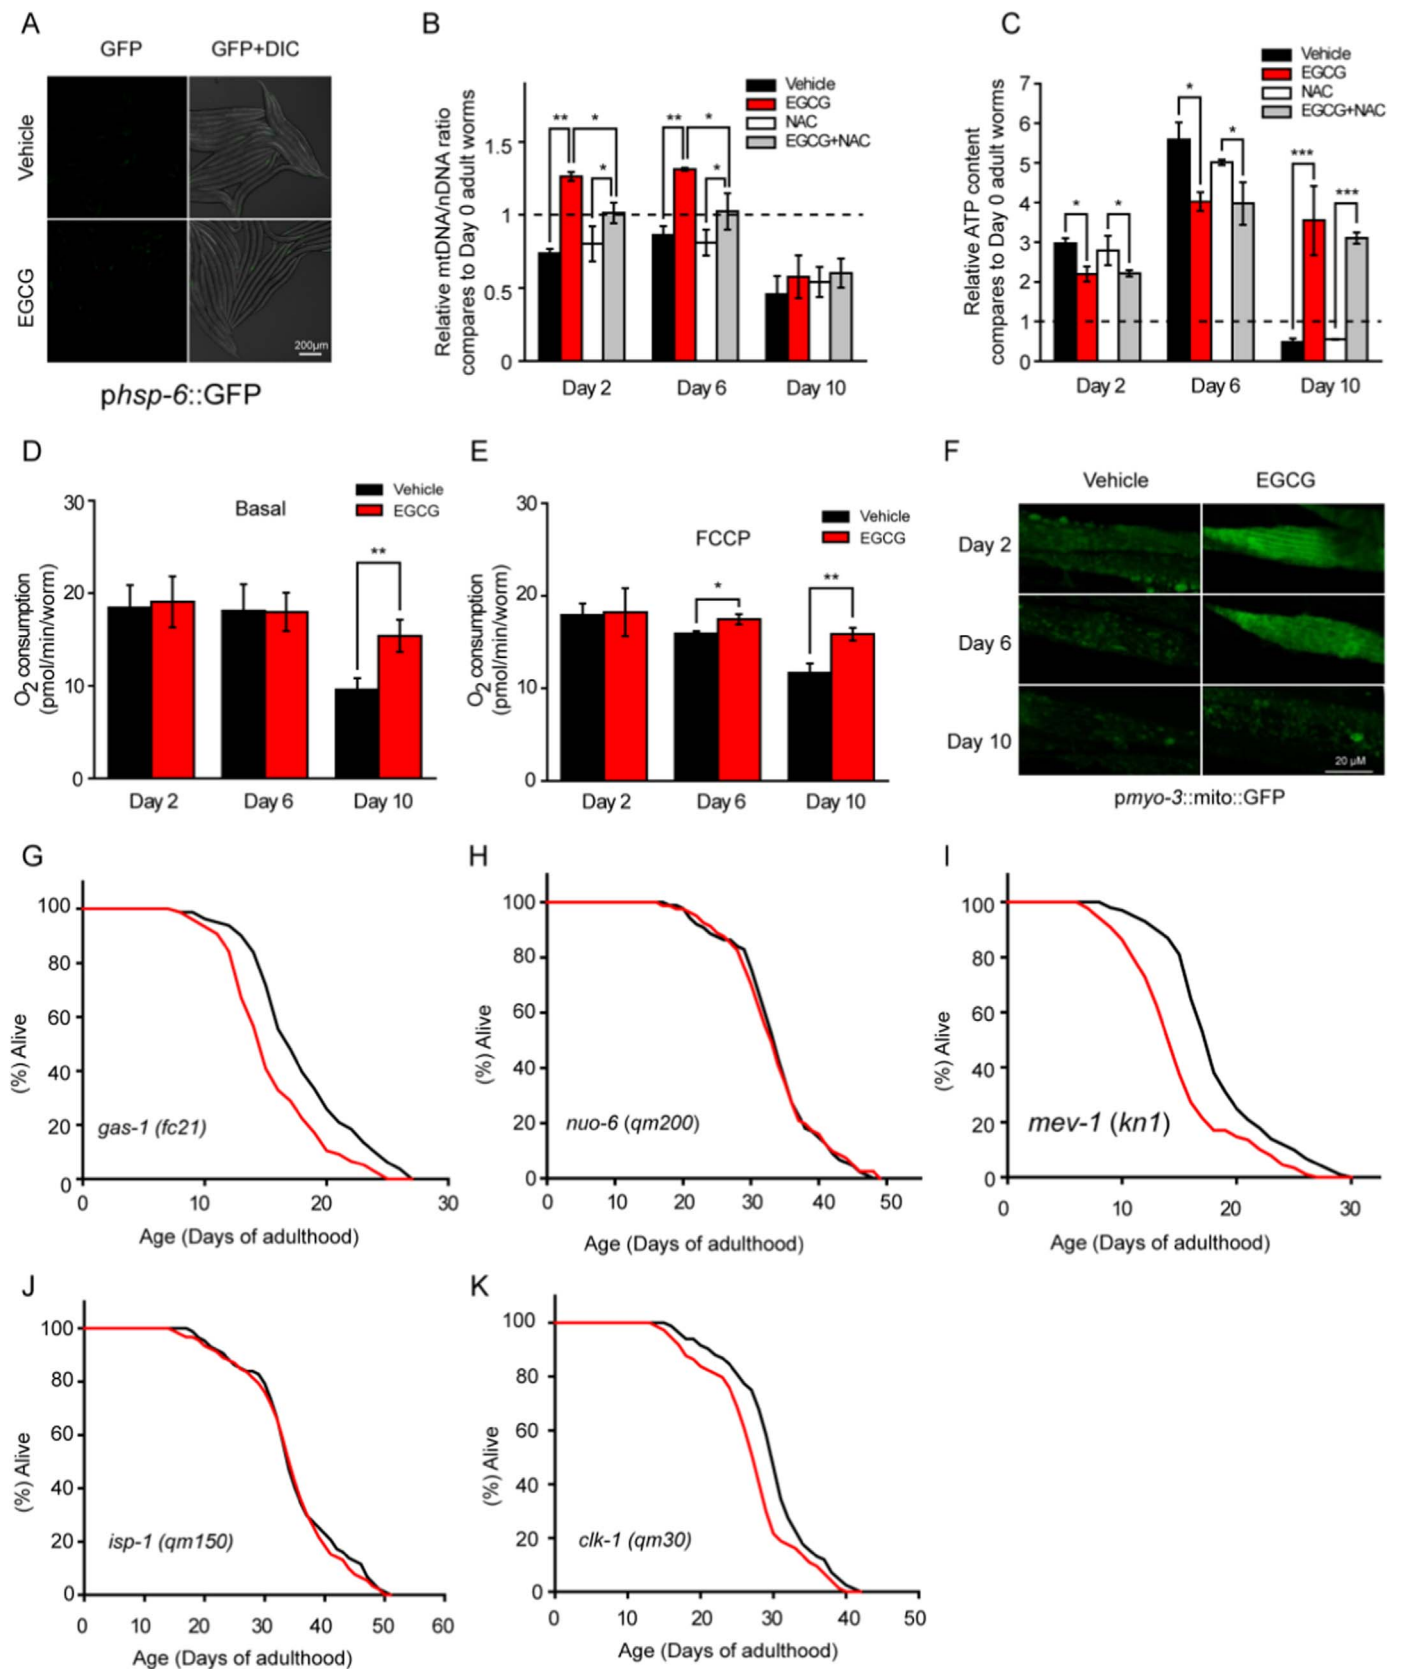 A
GFP
GFP+DIC
Vehicle
EGCG
200µm
phsp-6::GFP
B
Vehicle
EGCG
NAC
EGCG+NAC
Relative mtDNA/nDNA ratio
compares to Day 0 adult worms
1.5
1
0.5
0
** * * ** * *
Day 2 Day 6 Day 10
C
Vehicle
EGCG
NAC
EGCG+NAC
Relative ATP content
compares to Day 0 adult worms
7
6
5
4
3
2
1
0
* * * * *** ***
Day 2 Day 6 Day 10
D
Basal
Vehicle
EGCG
O2 consumption
(pmol/min/worm)
30
20
10
0
**
Day 2 Day 6 Day 10
E
FCCP
Vehicle
EGCG
O2 consumption
(pmol/min/worm)
30
20
10
0
* **
Day 2 Day 6 Day 10
F
Vehicle EGCG
Day 2
Day 6
Day 10
20 µM
pmyo-3::mito::GFP
G
(%) Alive
100
80
60
40
20
0
gas-1 (fc21)
0 10 20 30
Age (Days of adulthood)
H
(%) Alive
100
80
60
40
20
0
nuo-6 (qm200)
0 10 20 30 40 50
Age (Days of adulthood)
I
(%) Alive
100
80
60
40
20
0
mev-1 (kn1)
0 10 20 30
Age (Days of adulthood)
J
(%) Alive
100
80
60
40
20
0
isp-1 (qm150)
0 10 20 30 40 50 60
Age (Days of adulthood)
K
(%) Alive
100
80
60
40
20
0
clk-1 (qm30)
0 10 20 30 40 50
Age (Days of adulthood)